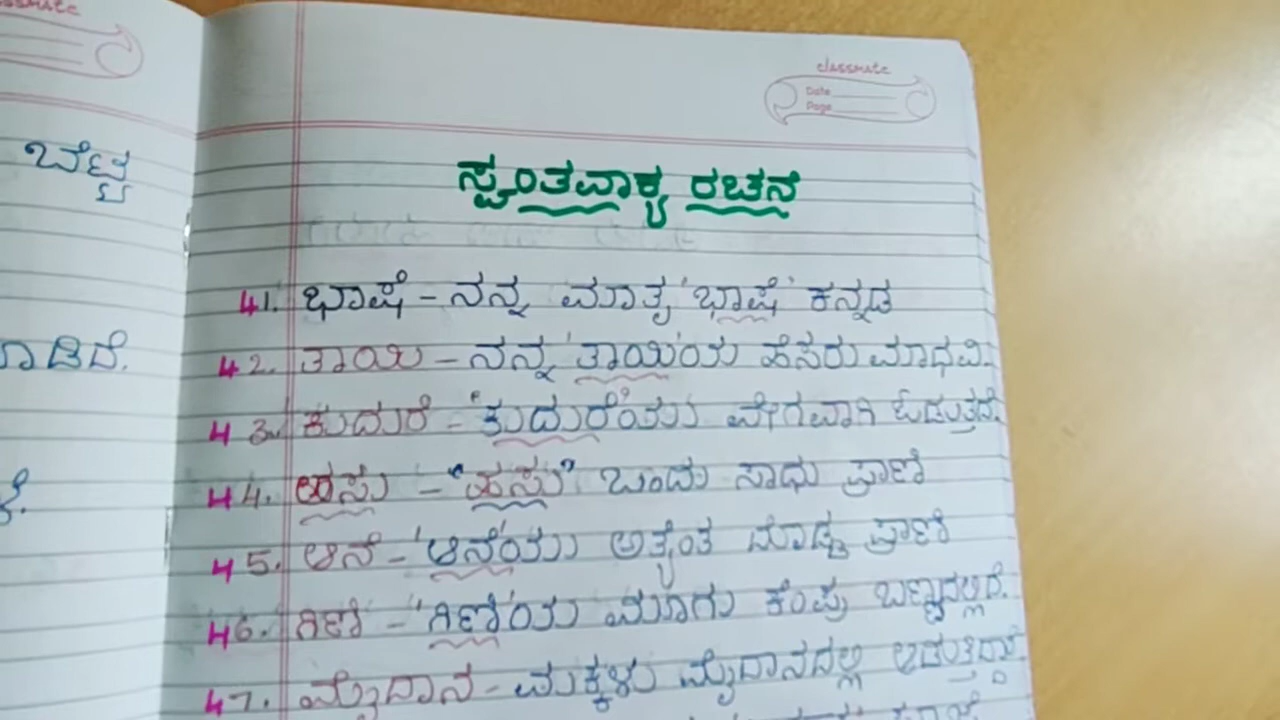 classmate
Date
Page
ಬೆಟ್ಟ
ಸ್ವಂತವಾಕ್ಯ ರಚನೆ
41. ಭಾಷೆ - ನನ್ನ ಮಾತೃ 'ಭಾಷೆ' ಕನ್ನಡ
42. ತಾಯಿ - ನನ್ನ 'ತಾಯಿ'ಯ ಹೆಸರು ಮಾಧವಿ.
43. ಕುದುರೆ - 'ಕುದುರೆ'ಯು ವೇಗವಾಗಿ ಓಡುತ್ತದೆ.
44. ಹಸು - "ಹಸು" ಒಂದು ಸಾಧು ಪ್ರಾಣಿ
45. ಆನೆ - 'ಆನೆ'ಯು ಅತ್ಯಂತ ದೊಡ್ಡ ಪ್ರಾಣಿ
46. ಗಿಣಿ - 'ಗಿಣಿ'ಯ ಮೂಗು ಕೆಂಪು ಬಣ್ಣದಲ್ಲಿದೆ.
47. ಮೈದಾನ - ಮಕ್ಕಳು ಮೈದಾನದಲ್ಲಿ